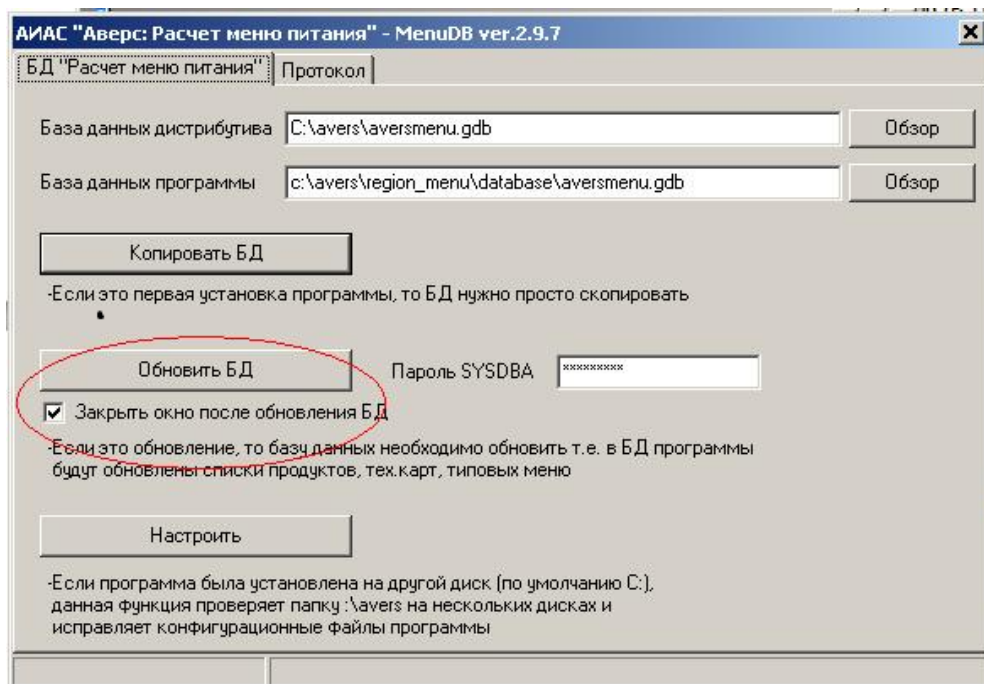 АИАС "Аверс: Расчет меню питания" - MenuDB ver.2.9.7
БД "Расчет меню питания" Протокол
База данных дистрибутива C:\avers\aversmenu.gdb Обзор
База данных программы c:\avers\region_menu\database\aversmenu.gdb Обзор
Копировать БД
-Если это первая установка программы, то БД нужно просто скопировать
Обновить БД Пароль SYSDBA ×××××××××
Закрыть окно после обновления БД
-Если это обновление, то базу данных необходимо обновить т.е. в БД программы
будут обновлены списки продуктов, тех.карт, типовых меню
Настроить
-Если программа была установлена на другой диск (по умолчанию C:),
данная функция проверяет папку :\avers на нескольких дисках и
исправляет конфигурационные файлы программы